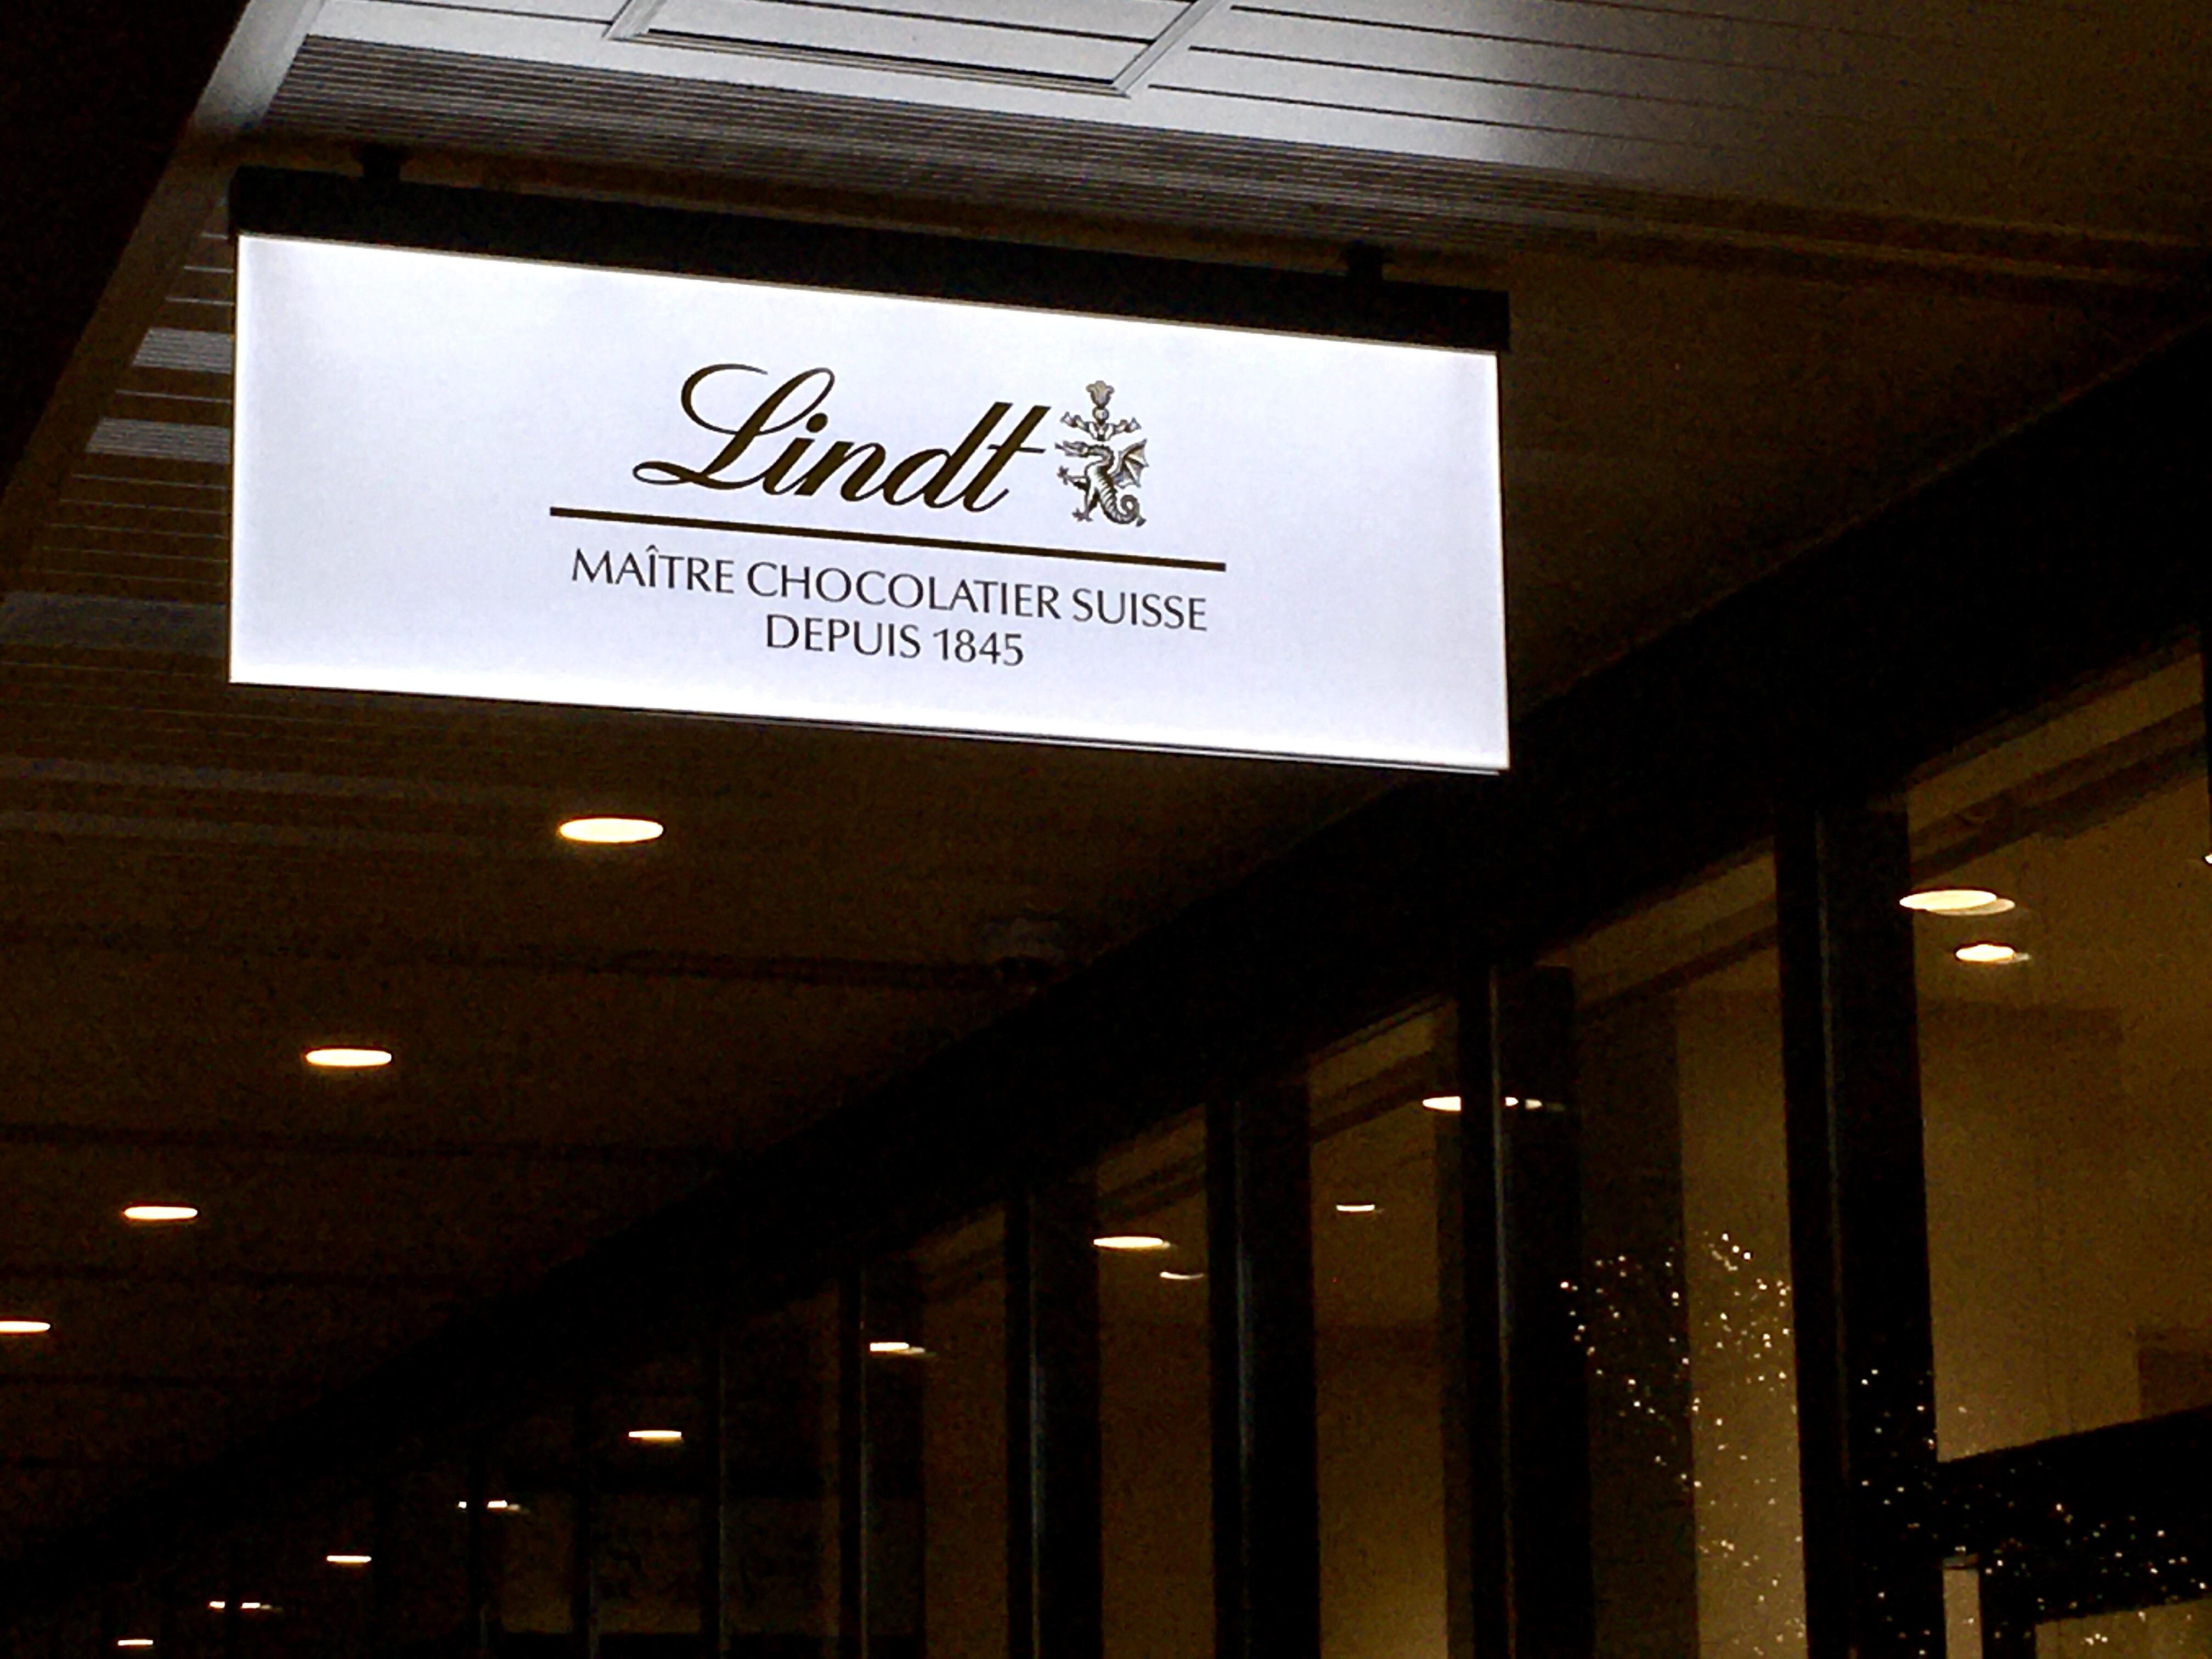 Lindt
MAÎTRE CHOCOLATIER SUISSE
DEPUIS 1845